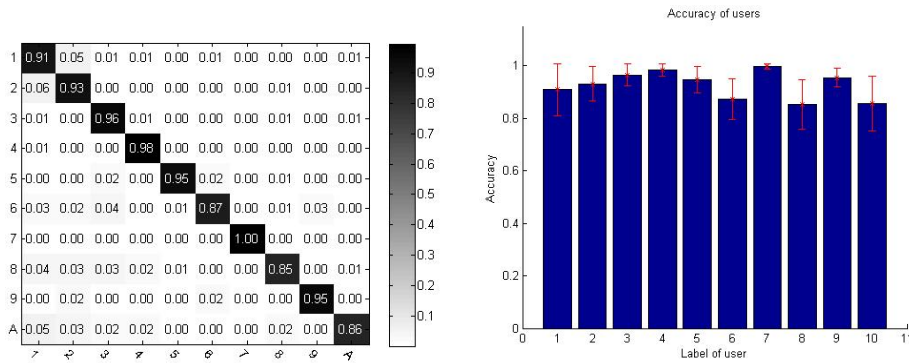 1 0.91 0.05 0.01 0.01 0.00 0.01 0.00 0.00 0.00 0.01
2 0.06 0.93 0.00 0.00 0.00 0.00 0.00 0.01 0.00 0.00
3 0.01 0.00 0.96 0.01 0.00 0.00 0.00 0.01 0.00 0.01
4 0.01 0.00 0.00 0.98 0.00 0.00 0.00 0.00 0.00 0.00
5 0.00 0.00 0.02 0.00 0.95 0.02 0.00 0.01 0.00 0.00
6 0.03 0.02 0.04 0.00 0.01 0.87 0.00 0.01 0.03 0.00
7 0.00 0.00 0.00 0.00 0.00 0.00 1.00 0.00 0.00 0.00
8 0.04 0.03 0.03 0.02 0.01 0.00 0.00 0.85 0.00 0.01
9 0.00 0.02 0.00 0.00 0.00 0.02 0.00 0.00 0.95 0.00
A 0.05 0.03 0.02 0.02 0.00 0.00 0.00 0.02 0.00 0.86
1 2 3 4 5 6 7 8 9 A
0.9
0.8
0.7
0.6
0.5
0.4
0.3
0.2
0.1
Accuracy of users
Accuracy
1
0.8
0.6
0.4
0.2
0
0 1 2 3 4 5 6 7 8 9 10 11
Label of user